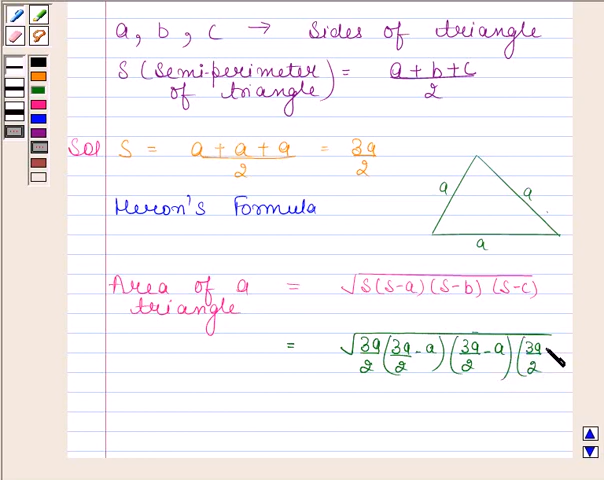 a, b, c → Sides of triangle
S (Semi-perimeter of triangle) = a + b + c / 2
Sol S = a + a + a / 2 = 3a / 2
Heron's Formula
a a
a
Area of a triangle = √S(S-a)(S-b)(S-c)
= √3a/2 (3a/2 - a) (3a/2 - a) (3a/2